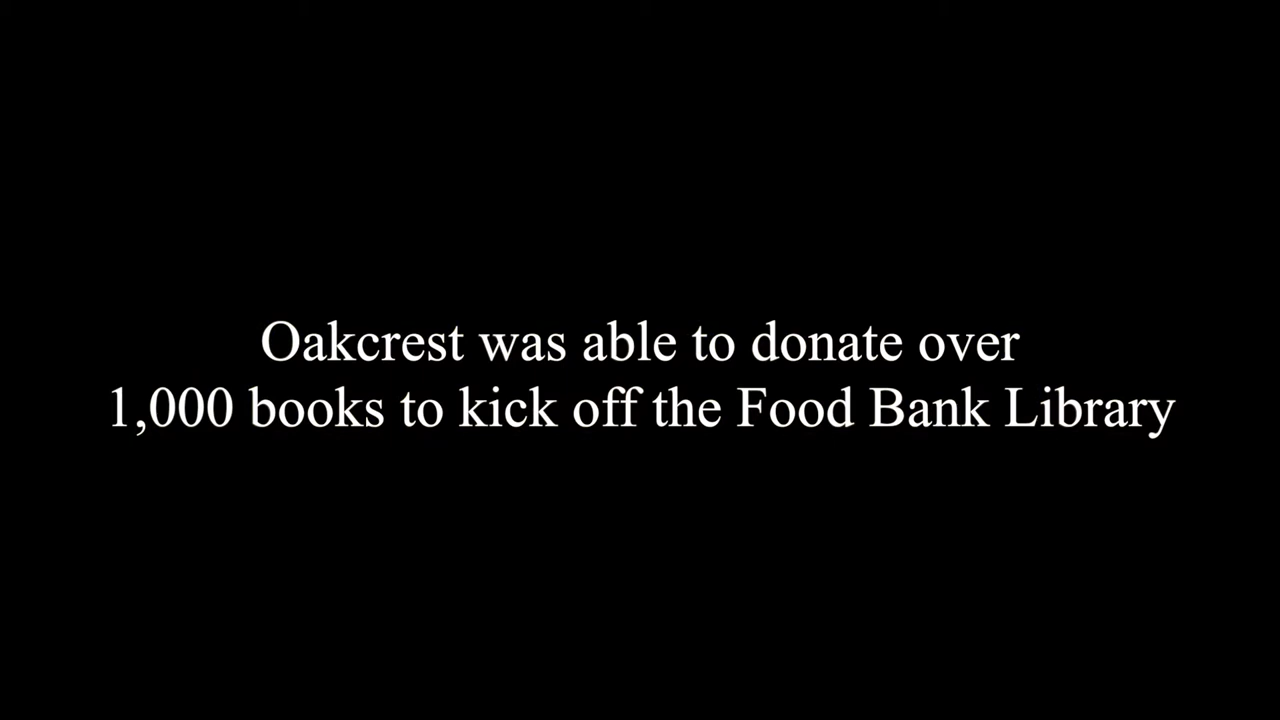 Oakcrest was able to donate over
1,000 books to kick off the Food Bank Library